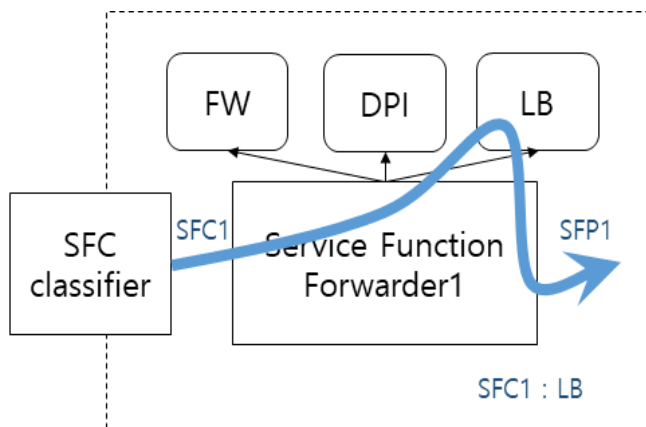 FW
DPI
LB
SFC
classifier
SFC1
Service Function
Forwarder1
SFP1
SFC1 : LB